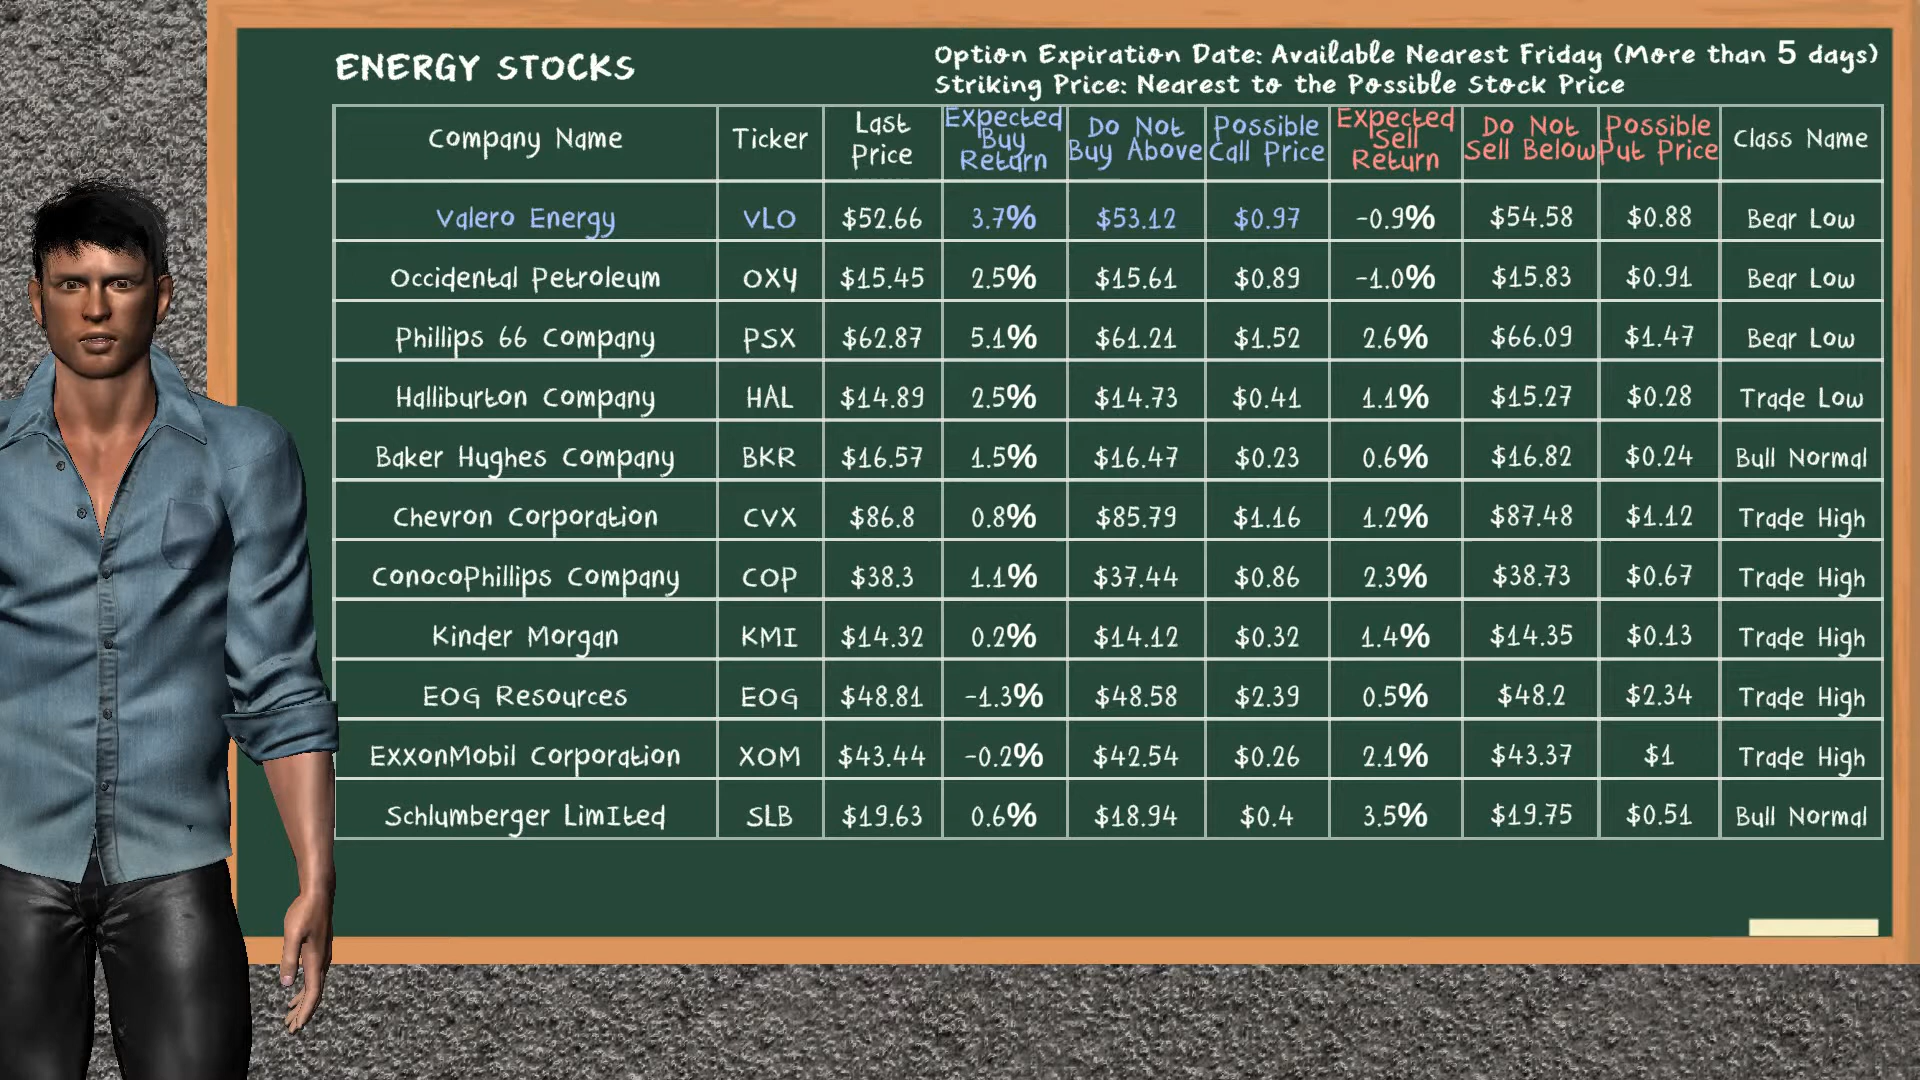 ENERGY STOCKS
Option Expiration Date: Available Nearest Friday (More than 5 days)
Striking Price: Nearest to the Possible Stock Price
Company Name Ticker Last Price Expected Buy Return Do Not Buy Above Possible Call Price Expected Sell Return Do Not Sell Below Possible Put Price Class Name
Valero Energy VLO $52.66 3.7% $53.12 $0.97 -0.9% $54.58 $0.88 Bear Low
Occidental Petroleum OXY $15.45 2.5% $15.61 $0.89 -1.0% $15.83 $0.91 Bear Low
Phillips 66 Company PSX $62.87 5.1% $61.21 $1.52 2.6% $66.09 $1.47 Bear Low
Halliburton Company HAL $14.89 2.5% $14.73 $0.41 1.1% $15.27 $0.28 Trade Low
Baker Hughes Company BKR $16.57 1.5% $16.47 $0.23 0.6% $16.82 $0.24 Bull Normal
Chevron Corporation CVX $86.8 0.8% $85.79 $1.16 1.2% $87.48 $1.12 Trade High
ConocoPhillips Company COP $38.3 1.1% $37.44 $0.86 2.3% $38.73 $0.67 Trade High
Kinder Morgan KMI $14.32 0.2% $14.12 $0.32 1.4% $14.35 $0.13 Trade High
EOG Resources EOG $48.81 -1.3% $48.58 $2.39 0.5% $48.2 $2.34 Trade High
ExxonMobil Corporation XOM $43.44 -0.2% $42.54 $0.26 2.1% $43.37 $1 Trade High
Schlumberger LimIted SLB $19.63 0.6% $18.94 $0.4 3.5% $19.75 $0.51 Bull Normal